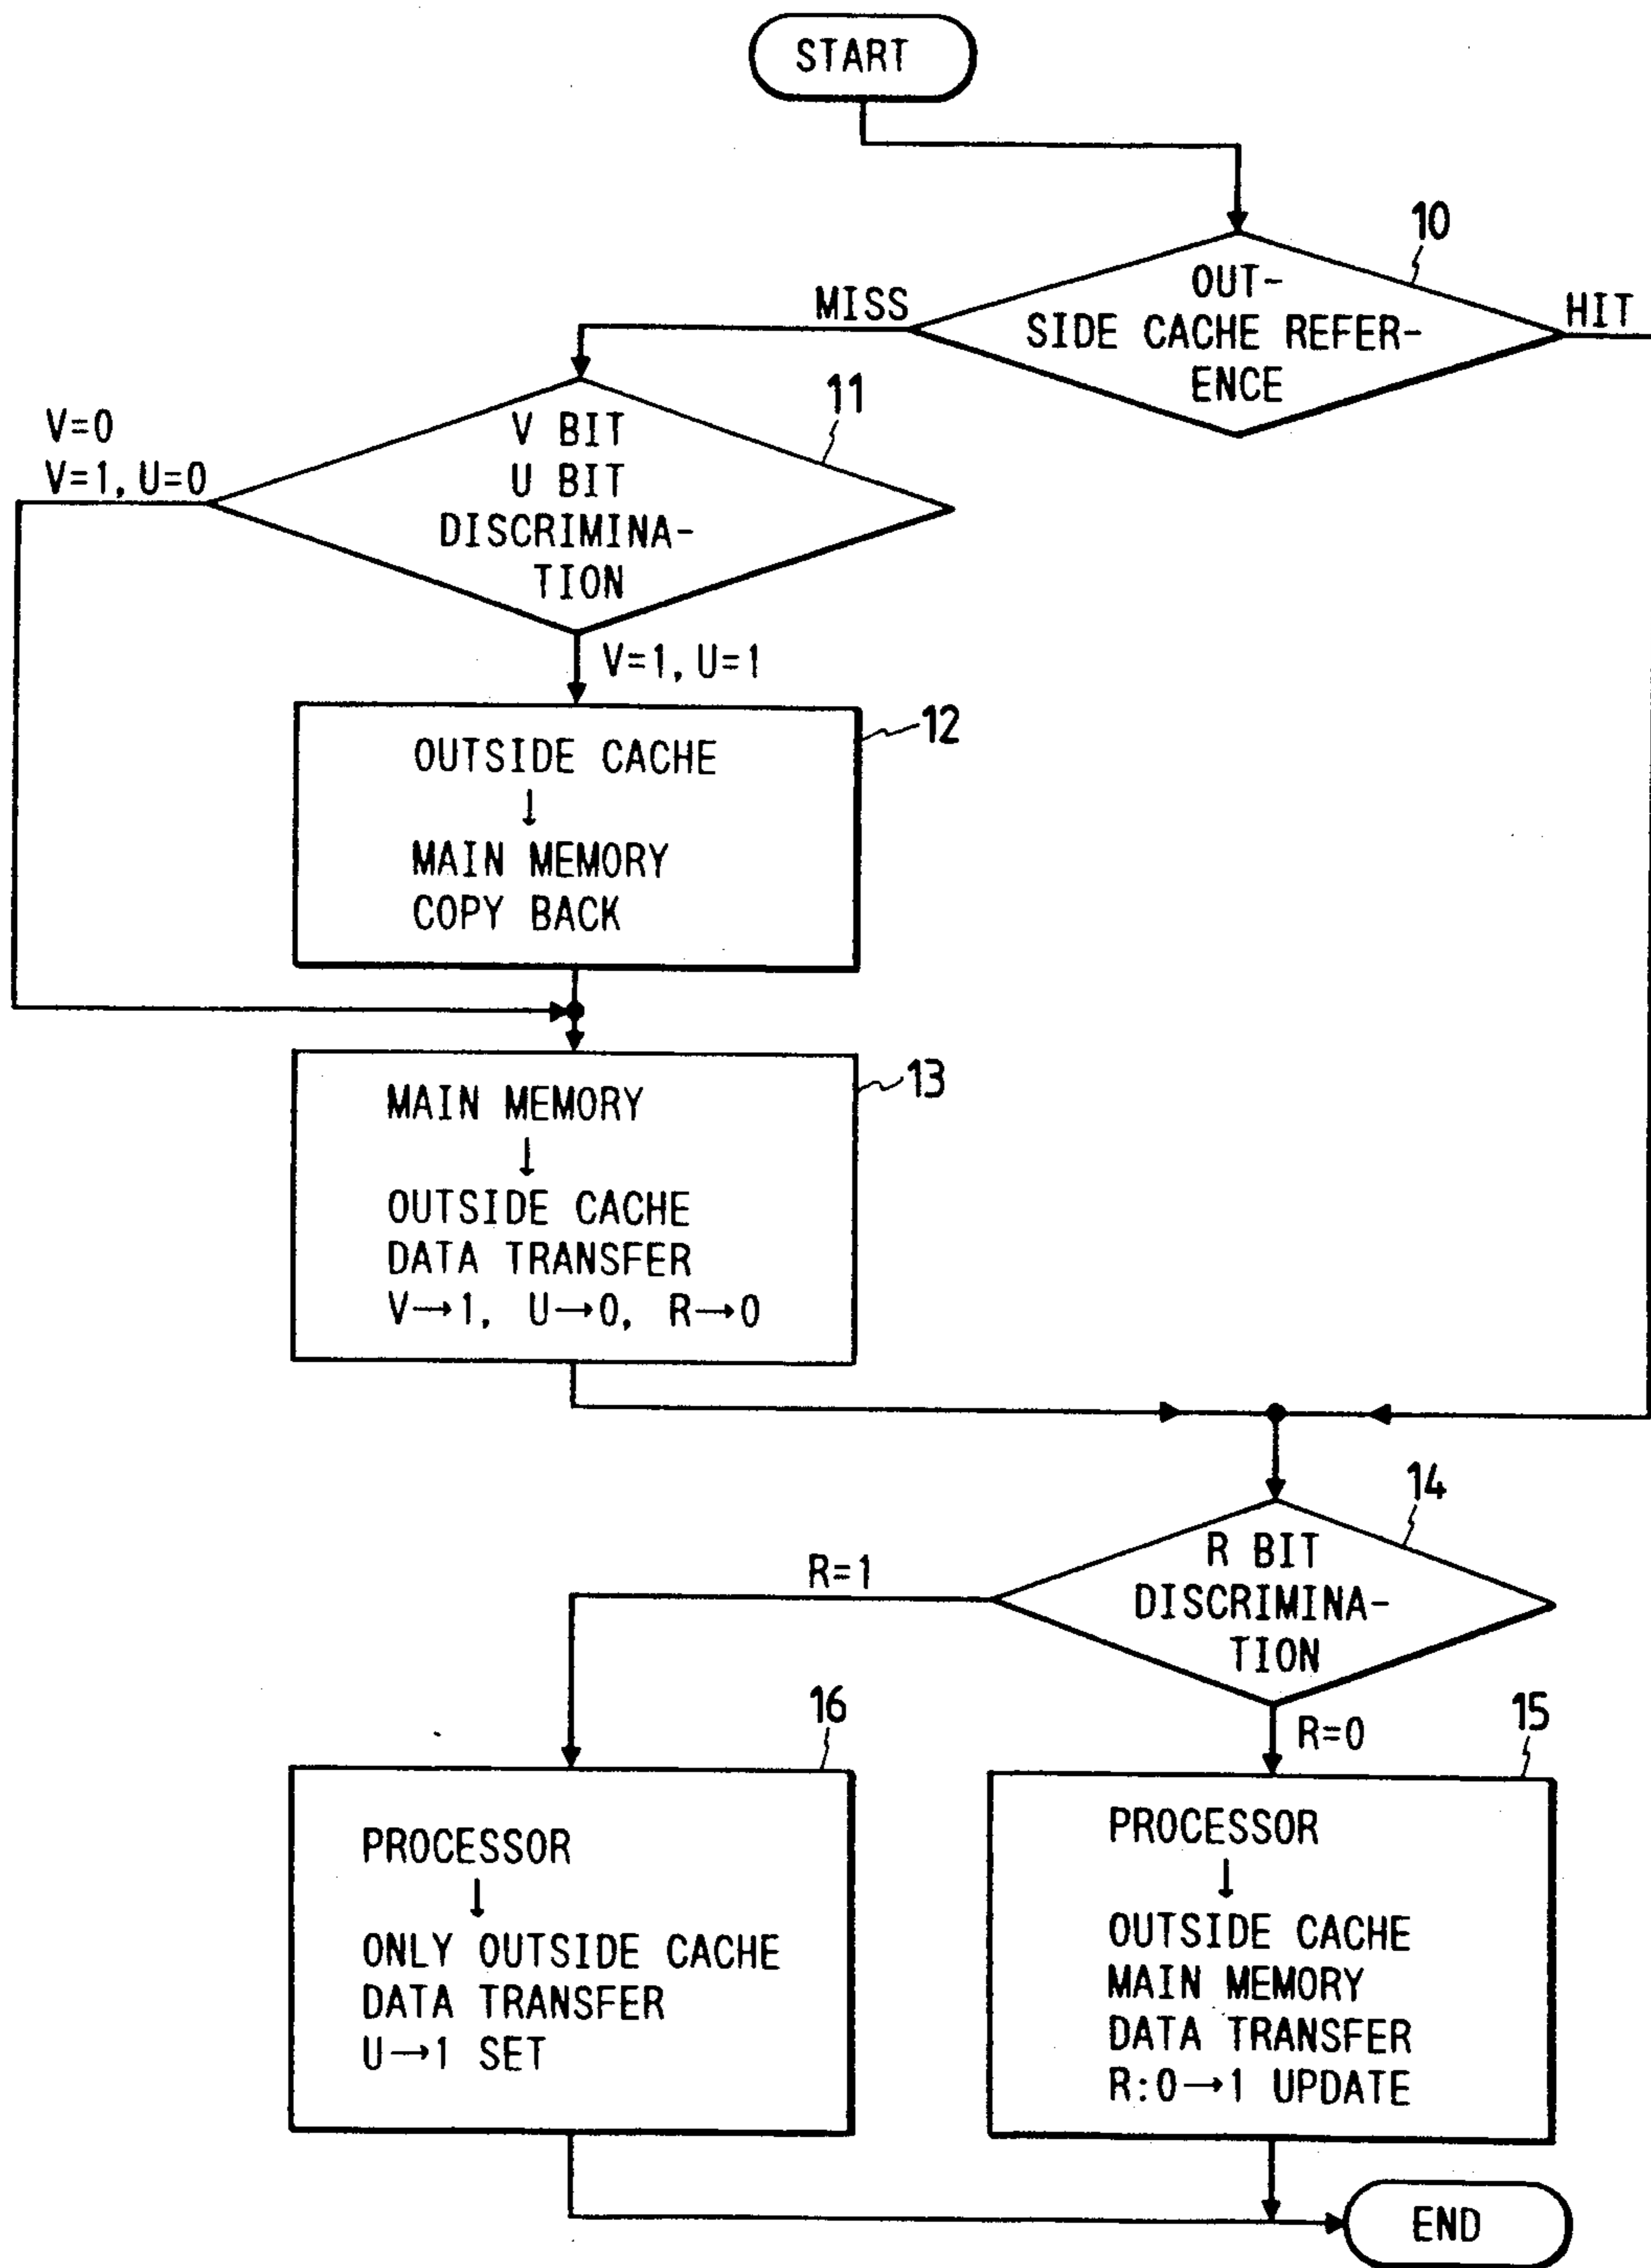 START
10
OUT-
SIDE CACHE REFER-
ENCE
MISS
HIT
11
V BIT
U BIT
DISCRIMINA-
TION
V=0
V=1, U=0
V=1, U=1
12
OUTSIDE CACHE
↓
MAIN MEMORY
COPY BACK
13
MAIN MEMORY
↓
OUTSIDE CACHE
DATA TRANSFER
V→1, U→0, R→0
14
R BIT
DISCRIMINA-
TION
R=1
R=0
16
PROCESSOR
↓
ONLY OUTSIDE CACHE
DATA TRANSFER
U→1 SET
15
PROCESSOR
↓
OUTSIDE CACHE
MAIN MEMORY
DATA TRANSFER
R:0→1 UPDATE
END